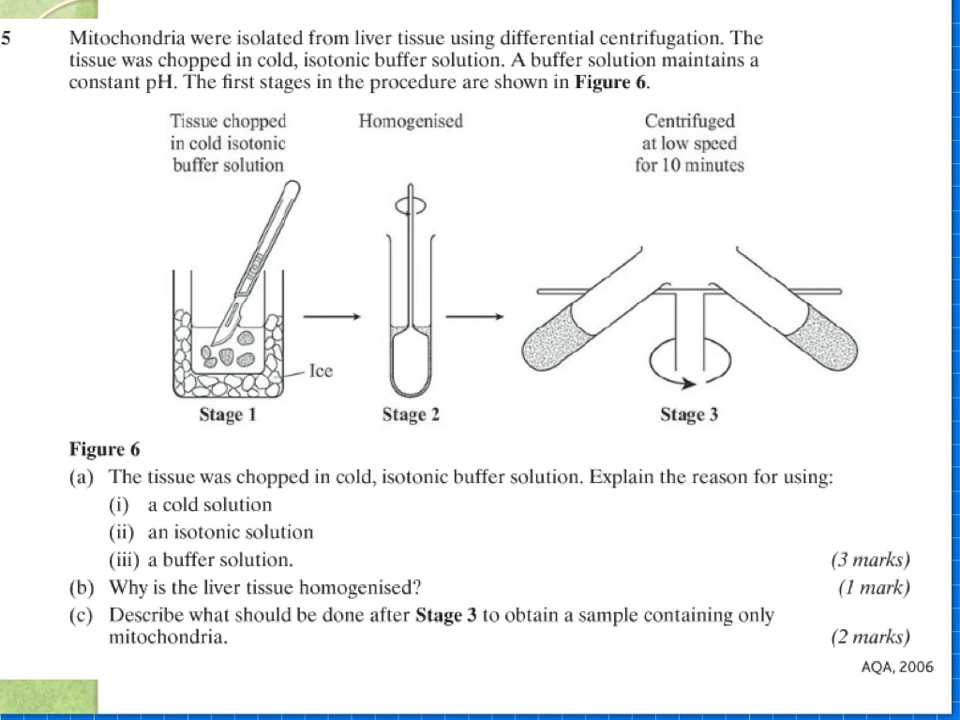 5 Mitochondria were isolated from liver tissue using differential centrifugation. The
tissue was chopped in cold, isotonic buffer solution. A buffer solution maintains a
constant pH. The first stages in the procedure are shown in Figure 6.
Tissue chopped
in cold isotonic
buffer solution
Homogenised
Centrifuged
at low speed
for 10 minutes
Ice
Stage 1
Stage 2
Stage 3
Figure 6
(a) The tissue was chopped in cold, isotonic buffer solution. Explain the reason for using:
(i) a cold solution
(ii) an isotonic solution
(iii) a buffer solution. (3 marks)
(b) Why is the liver tissue homogenised? (1 mark)
(c) Describe what should be done after Stage 3 to obtain a sample containing only
mitochondria. (2 marks)
AQA, 2006